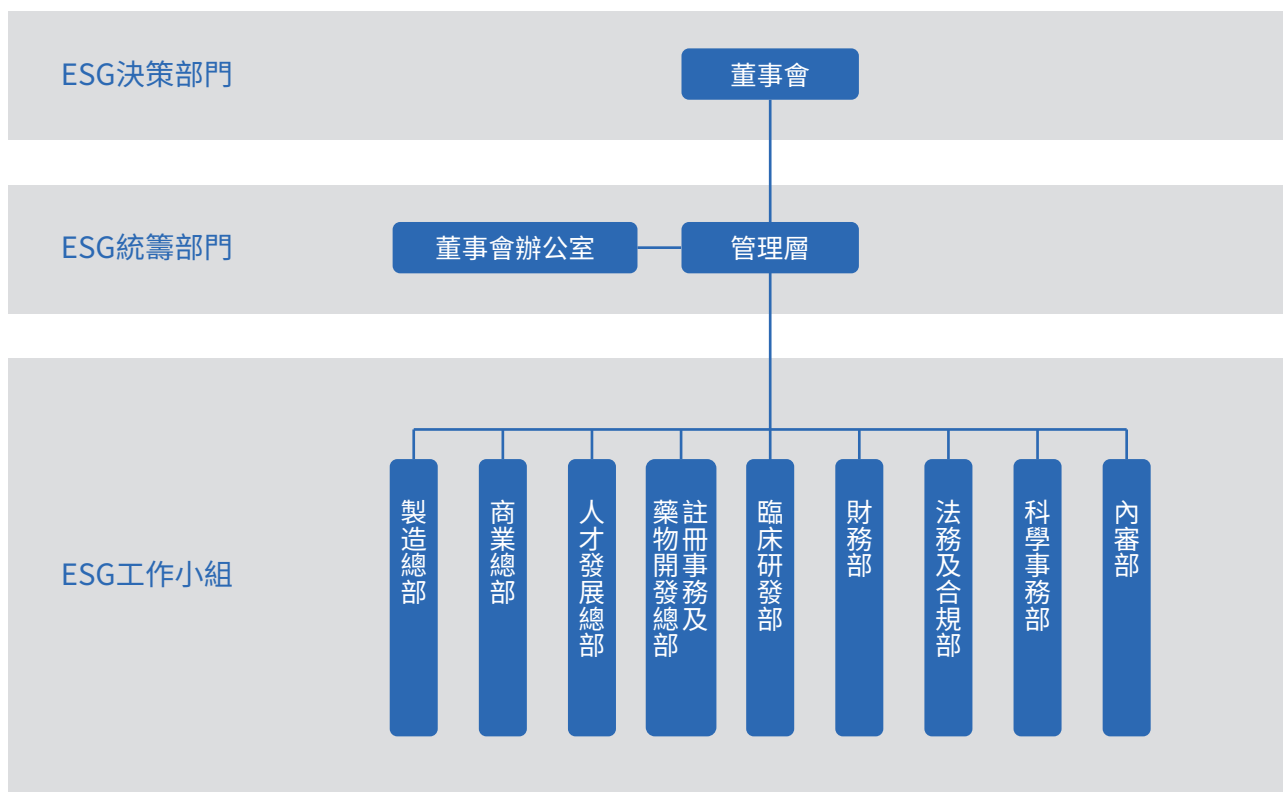 ESG決策部門
董事會
ESG統籌部門
董事會辦公室
管理層
ESG工作小組
製造總部
商業總部
人才發展總部
註冊事務及
藥物開發總部
臨床研發部
財務部
法務及合規部
科學事務部
內審部